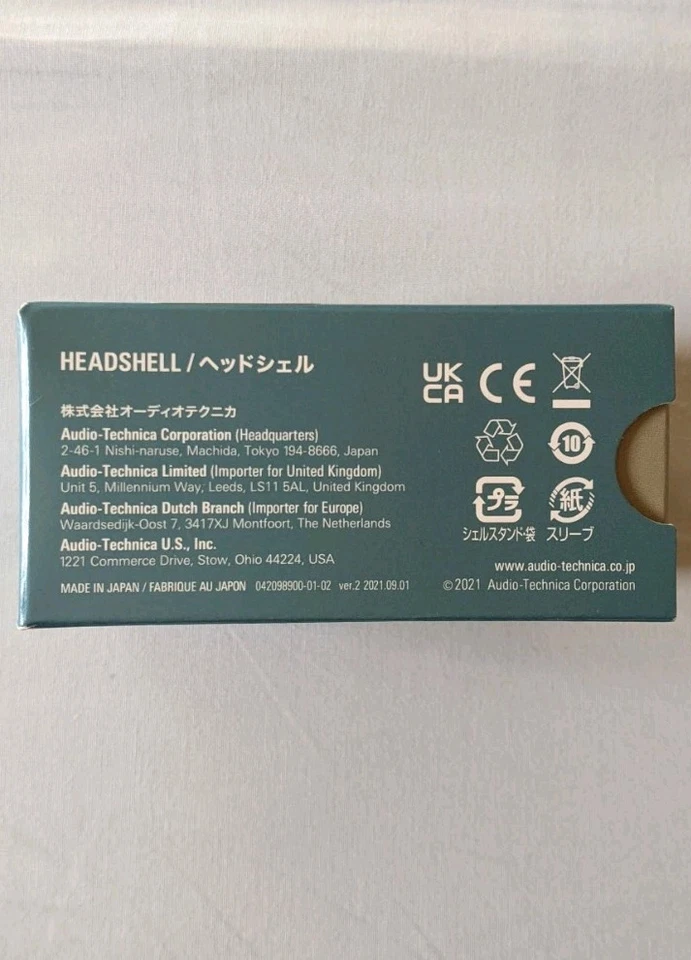 HEADSHELL / ヘッドシェル
株式会社オーディオテクニカ
Audio-Technica Corporation (Headquarters)
2-46-1 Nishi-naruse, Machida, Tokyo 194-8666, Japan
Audio-Technica Limited (Importer for United Kingdom)
Unit 5, Millennium Way, Leeds, LS11 5AL, United Kingdom
Audio-Technica Dutch Branch (Importer for Europe)
Waardsedijk-Oost 7, 3417XJ Montfoort, The Netherlands
Audio-Technica U.S., Inc.
1221 Commerce Drive, Stow, Ohio 44224, USA
MADE IN JAPAN / FABRIQUE AU JAPON 042098900-01-02 ver.2 2021.09.01
UK
CA
CE
10
プラ
シェルスタンド・袋
紙
スリーブ
www.audio-technica.co.jp
©2021 Audio-Technica Corporation